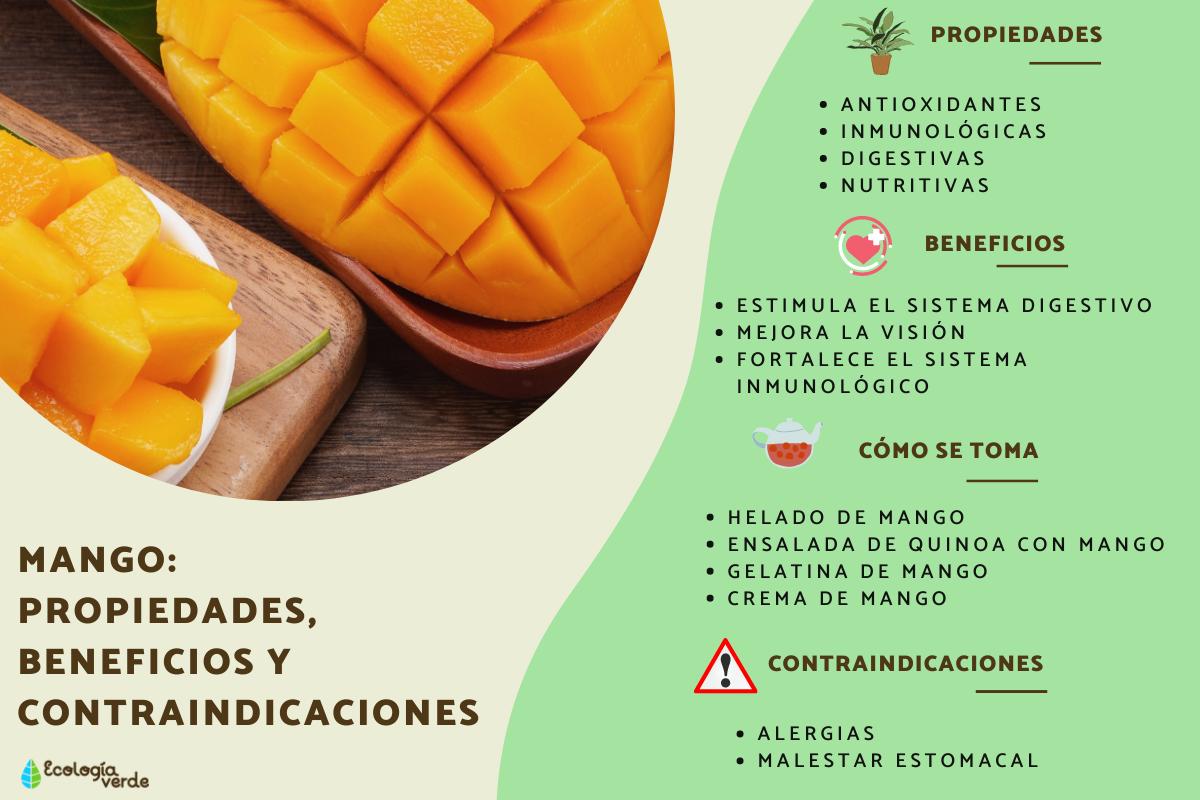 MANGO:
PROPIEDADES,
BENEFICIOS Y
CONTRAINDICACIONES
Ecología
verde
PROPIEDADES
• ANTIOXIDANTES
• INMUNOLÓGICAS
• DIGESTIVAS
• NUTRITIVAS
BENEFICIOS
• ESTIMULA EL SISTEMA DIGESTIVO
• MEJORA LA VISIÓN
• FORTALECE EL SISTEMA
INMUNOLÓGICO
CÓMO SE TOMA
• HELADO DE MANGO
• ENSALADA DE QUINOA CON MANGO
• GELATINA DE MANGO
• CREMA DE MANGO
CONTRAINDICACIONES
• ALERGIAS
• MALESTAR ESTOMACAL